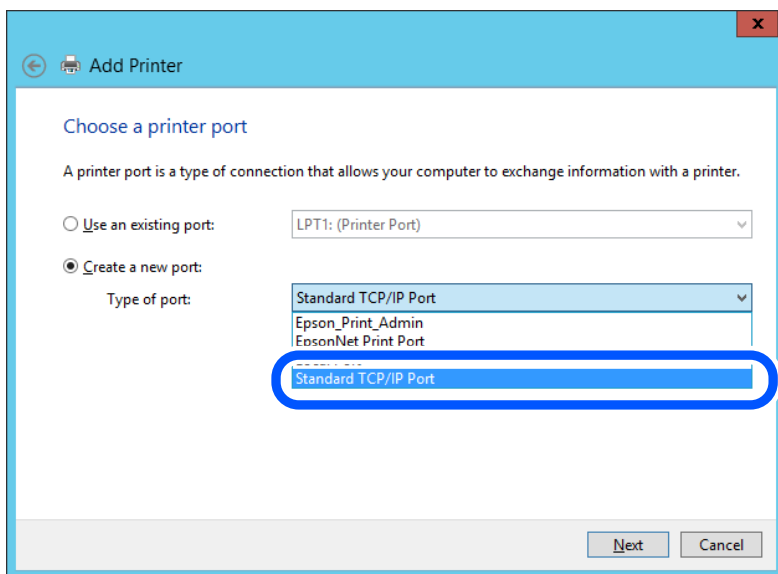 x
Add Printer
Choose a printer port
A printer port is a type of connection that allows your computer to exchange information with a printer.
Use an existing port: LPT1: (Printer Port)
Create a new port:
Type of port: Standard TCP/IP Port
Epson_Print_Admin
EpsonNet Print Port
Standard TCP/IP Port
Next Cancel